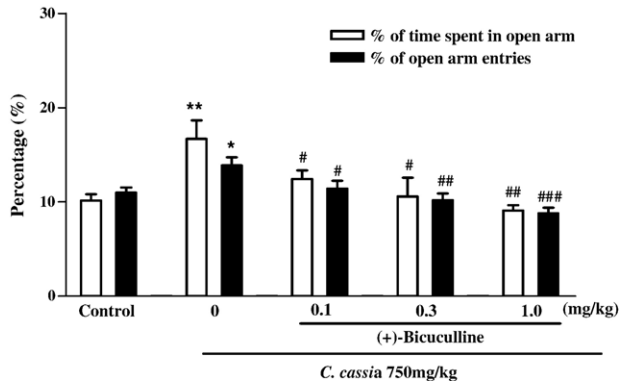 30
% of time spent in open arm
% of open arm entries
20
**
*
#
#
#
##
##
###
10
0
Percentage (%)
Control
0
0.1
0.3
1.0
(mg/kg)
(+)-Bicuculline
C. cassia 750mg/kg